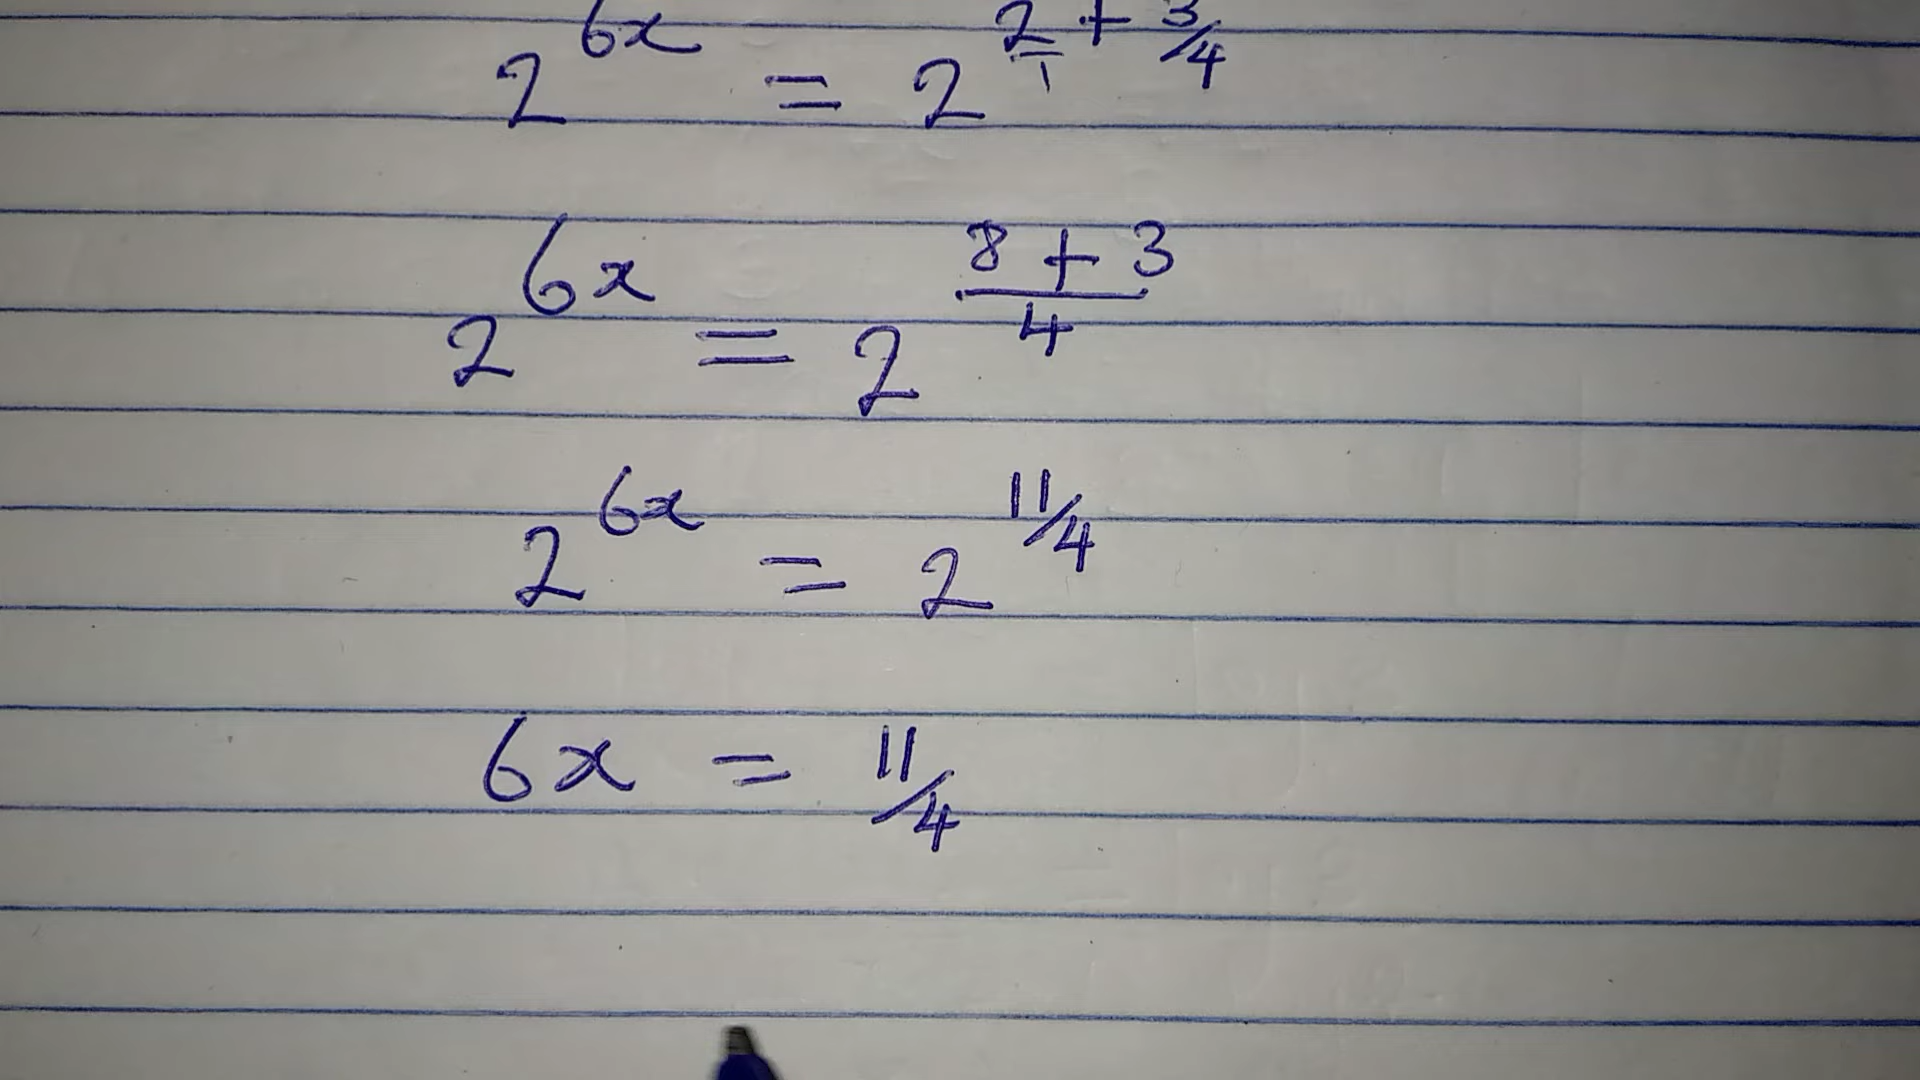 2^{6x} = 2^{2/1 + 3/4}
2^{6x} = 2^{\frac{8+3}{4}}
2^{6x} = 2^{11/4}
6x = 11/4